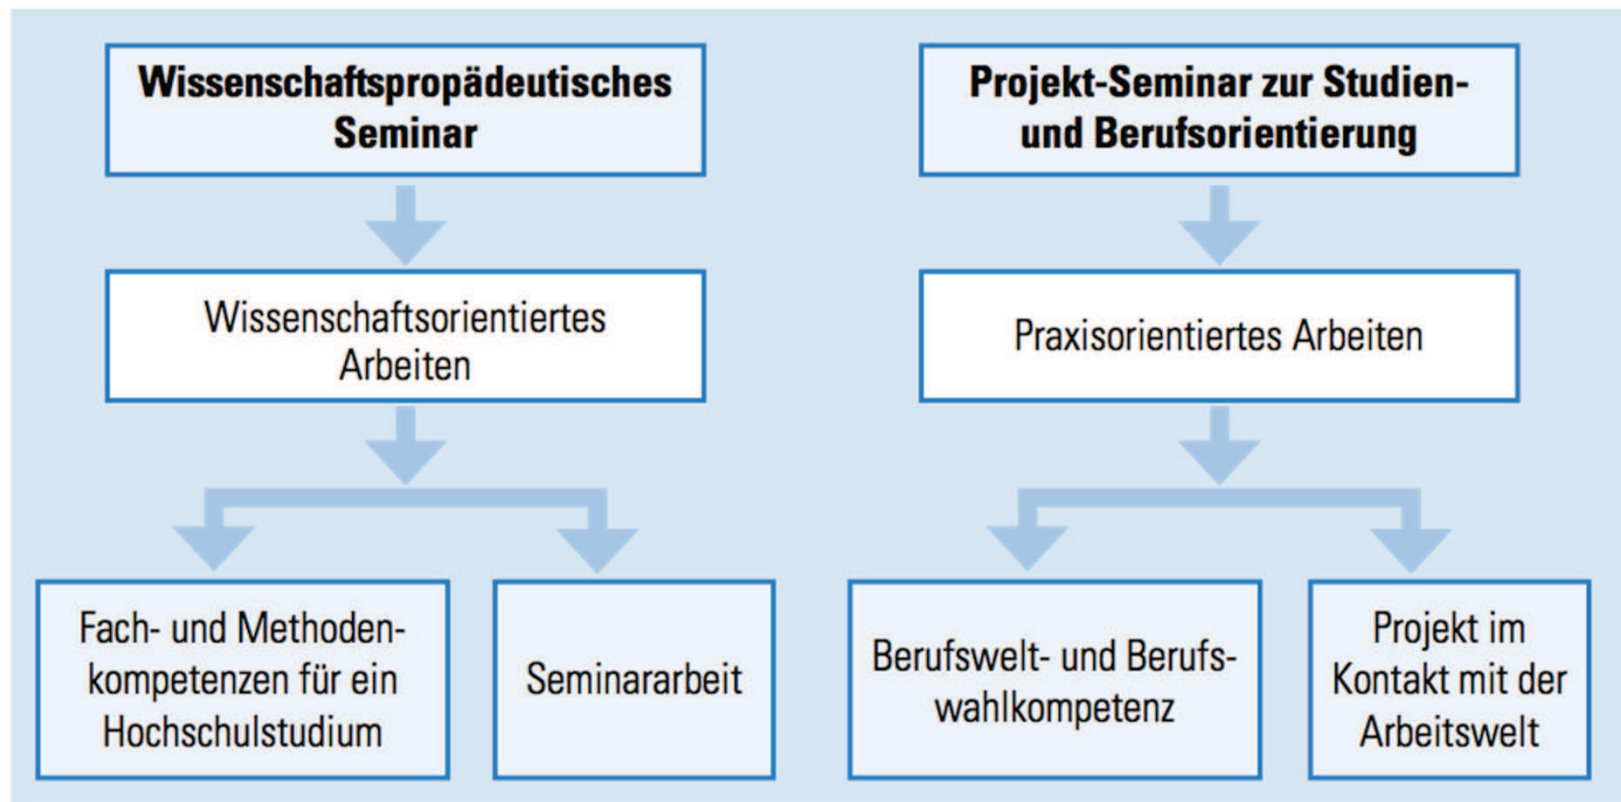 Wissenschaftspropädeutisches
Seminar
Projekt-Seminar zur Studien-
und Berufsorientierung
Wissenschaftsorientiertes
Arbeiten
Praxisorientiertes Arbeiten
Fach- und Methoden-
kompetenzen für ein
Hochschulstudium
Seminararbeit
Berufswelt- und Berufs-
wahlkompetenz
Projekt im
Kontakt mit der
Arbeitswelt